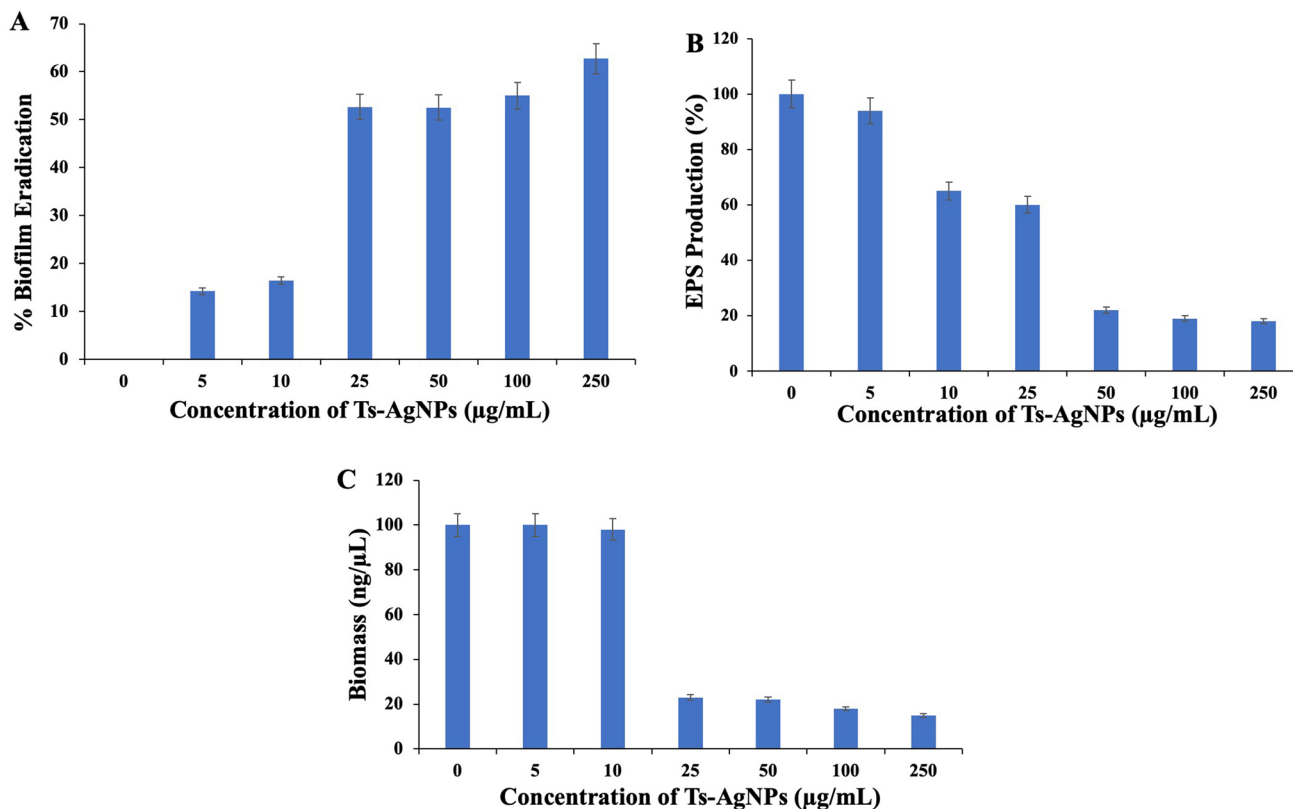 A
% Biofilm Eradication
70
60
50
40
30
20
10
0
0 5 10 25 50 100 250
Concentration of Ts-AgNPs (µg/mL)
B
EPS Production (%)
120
100
80
60
40
20
0
0 5 10 25 50 100 250
Concentration of Ts-AgNPs (µg/mL)
C
Biomass (ng/µL)
120
100
80
60
40
20
0
0 5 10 25 50 100 250
Concentration of Ts-AgNPs (µg/mL)